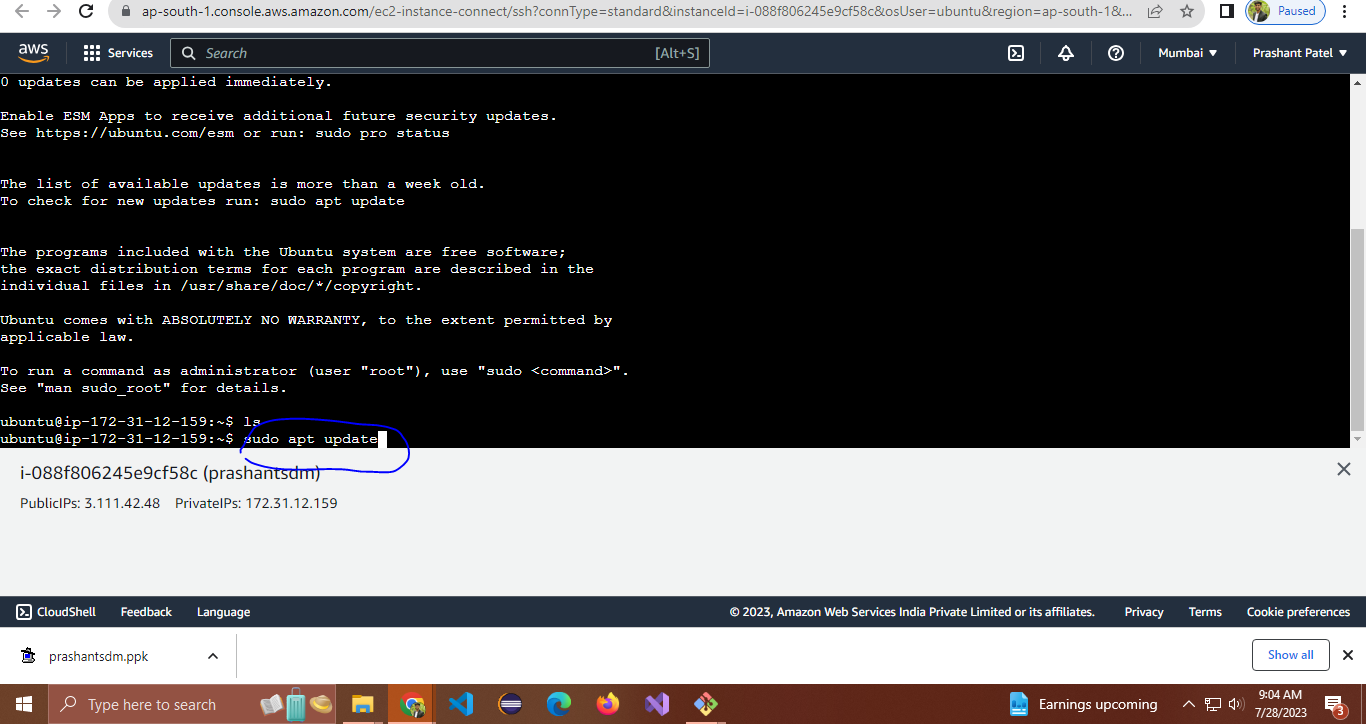 ap-south-1.console.aws.amazon.com/ec2-instance-connect/ssh?connType=standard&instanceId=i-088f806245e9cf58c&osUser=ubuntu&region=ap-south-1&...
Paused
aws
Services
Search
[Alt+S]
Mumbai
Prashant Patel
0 updates can be applied immediately.
Enable ESM Apps to receive additional future security updates.
See https://ubuntu.com/esm or run: sudo pro status
The list of available updates is more than a week old.
To check for new updates run: sudo apt update
The programs included with the Ubuntu system are free software;
the exact distribution terms for each program are described in the
individual files in /usr/share/doc/*/copyright.
Ubuntu comes with ABSOLUTELY NO WARRANTY, to the extent permitted by
applicable law.
To run a command as administrator (user "root"), use "sudo <command>".
See "man sudo_root" for details.
ubuntu@ip-172-31-12-159:~$ ls
ubuntu@ip-172-31-12-159:~$ sudo apt update
i-088f806245e9cf58c (prashantsdm)
PublicIPs: 3.111.42.48 PrivateIPs: 172.31.12.159
CloudShell
Feedback
Language
© 2023, Amazon Web Services India Private Limited or its affiliates.
Privacy
Terms
Cookie preferences
prashantsdm.ppk
Show all
Type here to search
Earnings upcoming
9:04 AM
7/28/2023
3